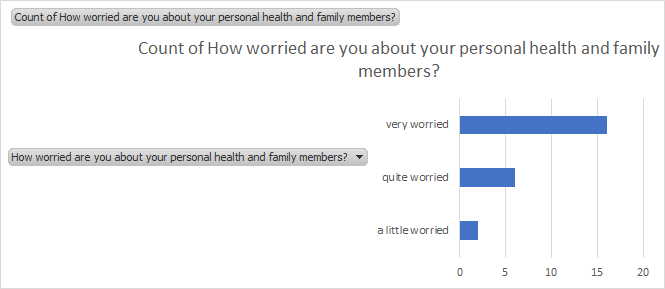 Count of How worried are you about your personal health and family members?
Count of How worried are you about your personal health and family
members?
very worried
How worried are you about your personal health and family members?
quite worried
a little worried
0 5 10 15 20